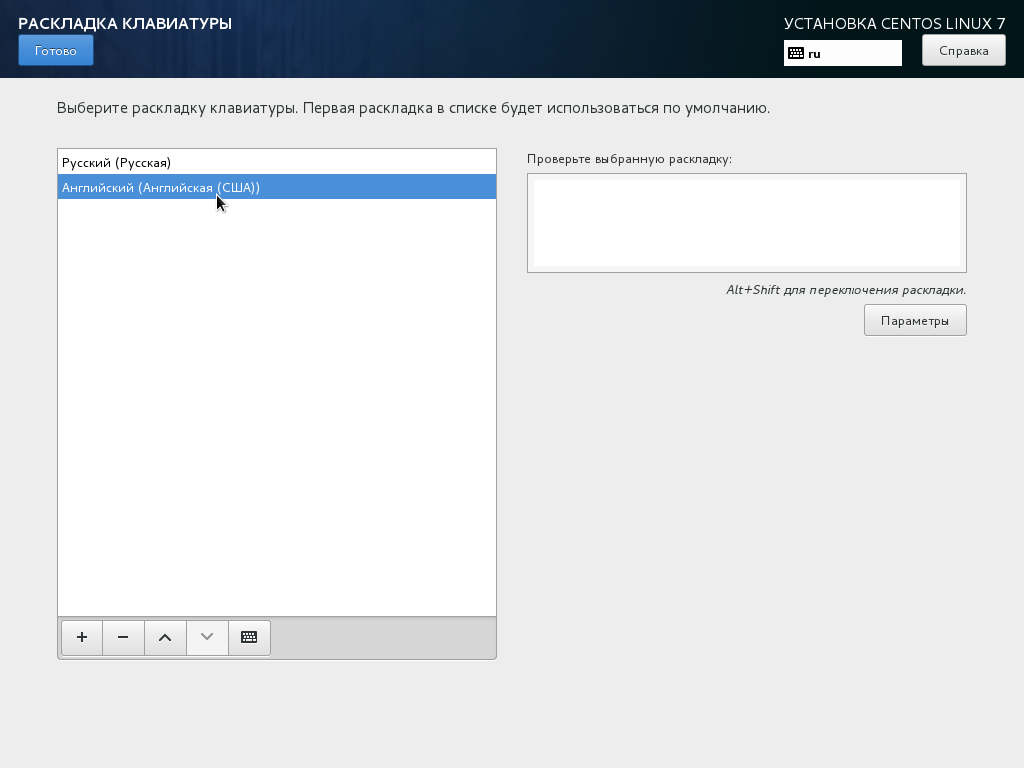 РАСКЛАДКА КЛАВИАТУРЫ
УСТАНОВКА CENTOS LINUX 7
Готово
ru
Справка
Выберите раскладку клавиатуры. Первая раскладка в списке будет использоваться по умолчанию.
Русский (Русская)
Английский (Английская (США))
Проверьте выбранную раскладку:
Alt+Shift для переключения раскладки.
Параметры